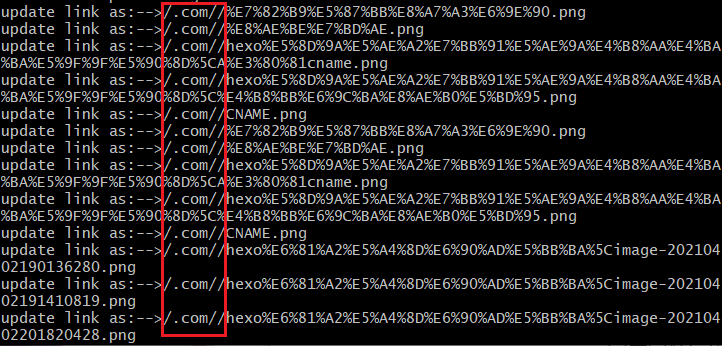 update link as:-->/.com//%E7%82%B9%E5%87%BB%E8%A7%A3%E6%9E%90.png
update link as:-->/.com//%E8%AE%BE%E7%BD%AE.png
update link as:-->/.com//hexo%E5%8D%9A%E5%AE%A2%E7%BB%91%E5%AE%9A%E4%B8%AA%E4%BA
%BA%E5%9F%9F%E5%90%8D%5CA%E3%80%81cname.png
update link as:-->/.com//hexo%E5%8D%9A%E5%AE%A2%E7%BB%91%E5%AE%9A%E4%B8%AA%E4%
BA%BA%E5%9F%9F%E5%90%8D%5C%E4%B8%BB%E6%9C%BA%E8%AE%B0%E5%BD%95.png
update link as:-->/.com//CNAME.png
update link as:-->/.com//%E7%82%B9%E5%87%BB%E8%A7%A3%E6%9E%90.png
update link as:-->/.com//%E8%AE%BE%E7%BD%AE.png
update link as:-->/.com//hexo%E5%8D%9A%E5%AE%A2%E7%BB%91%E5%AE%9A%E4%B8%AA%E4%
BA%BA%E5%9F%9F%E5%90%8D%5CA%E3%80%81cname.png
update link as:-->/.com//hexo%E5%8D%9A%E5%AE%A2%E7%BB%91%E5%AE%9A%E4%B8%AA%E4%
BA%BA%E5%9F%9F%E5%90%8D%5C%E4%B8%BB%E6%9C%BA%E8%AE%B0%E5%BD%95.png
update link as:-->/.com//CNAME.png
update link as:-->/.com//hexo%E6%81%A2%E5%A4%8D%E6%90%AD%E5%BB%BA%5Cimage-202104
02190136280.png
update link as:-->/.com//hexo%E6%81%A2%E5%A4%8D%E6%90%AD%E5%BB%BA%5Cimage-202104
02191410819.png
update link as:-->/.com//hexo%E6%81%A2%E5%A4%8D%E6%90%AD%E5%BB%BA%5Cimage-202104
02201820428.png